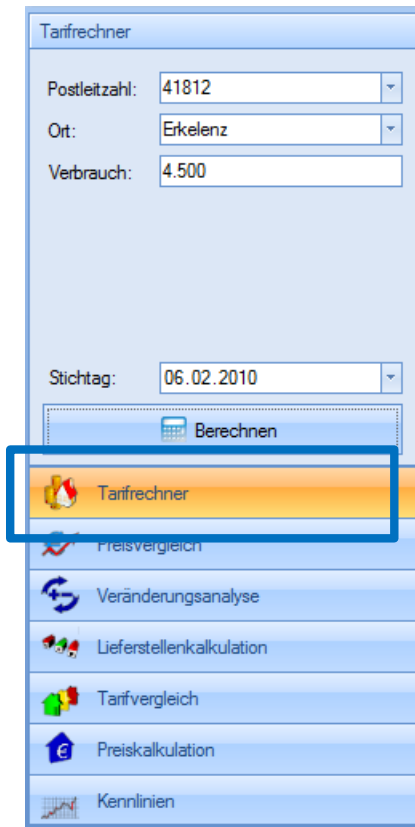 Tarifrechner
Postleitzahl: 41812
Ort: Erkelenz
Verbrauch: 4.500
Stichtag: 06.02.2010
Berechnen
Tarifrechner
Preisvergleich
Veränderungsanalyse
Lieferstellenkalkulation
Tarifvergleich
Preiskalkulation
Kennlinien